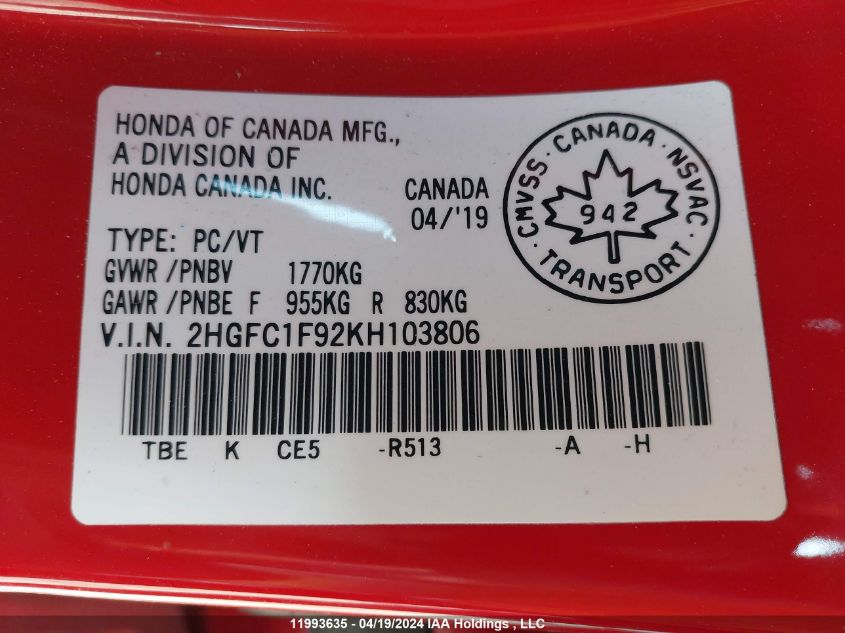 HONDA OF CANADA MFG.,
A DIVISION OF
HONDA CANADA INC.
CANADA
04/'19
TYPE: PC/VT
GVWR /PNBV 1770KG
GAWR /PNBE F 955KG R 830KG
V.I.N. 2HGFC1F92KH103806
TBE K CE5 -R513 -A -H
CMVSS · CANADA · NSVAC · TRANSPORT ·
942
11993635 - 04/19/2024 IAA Holdings , LLC